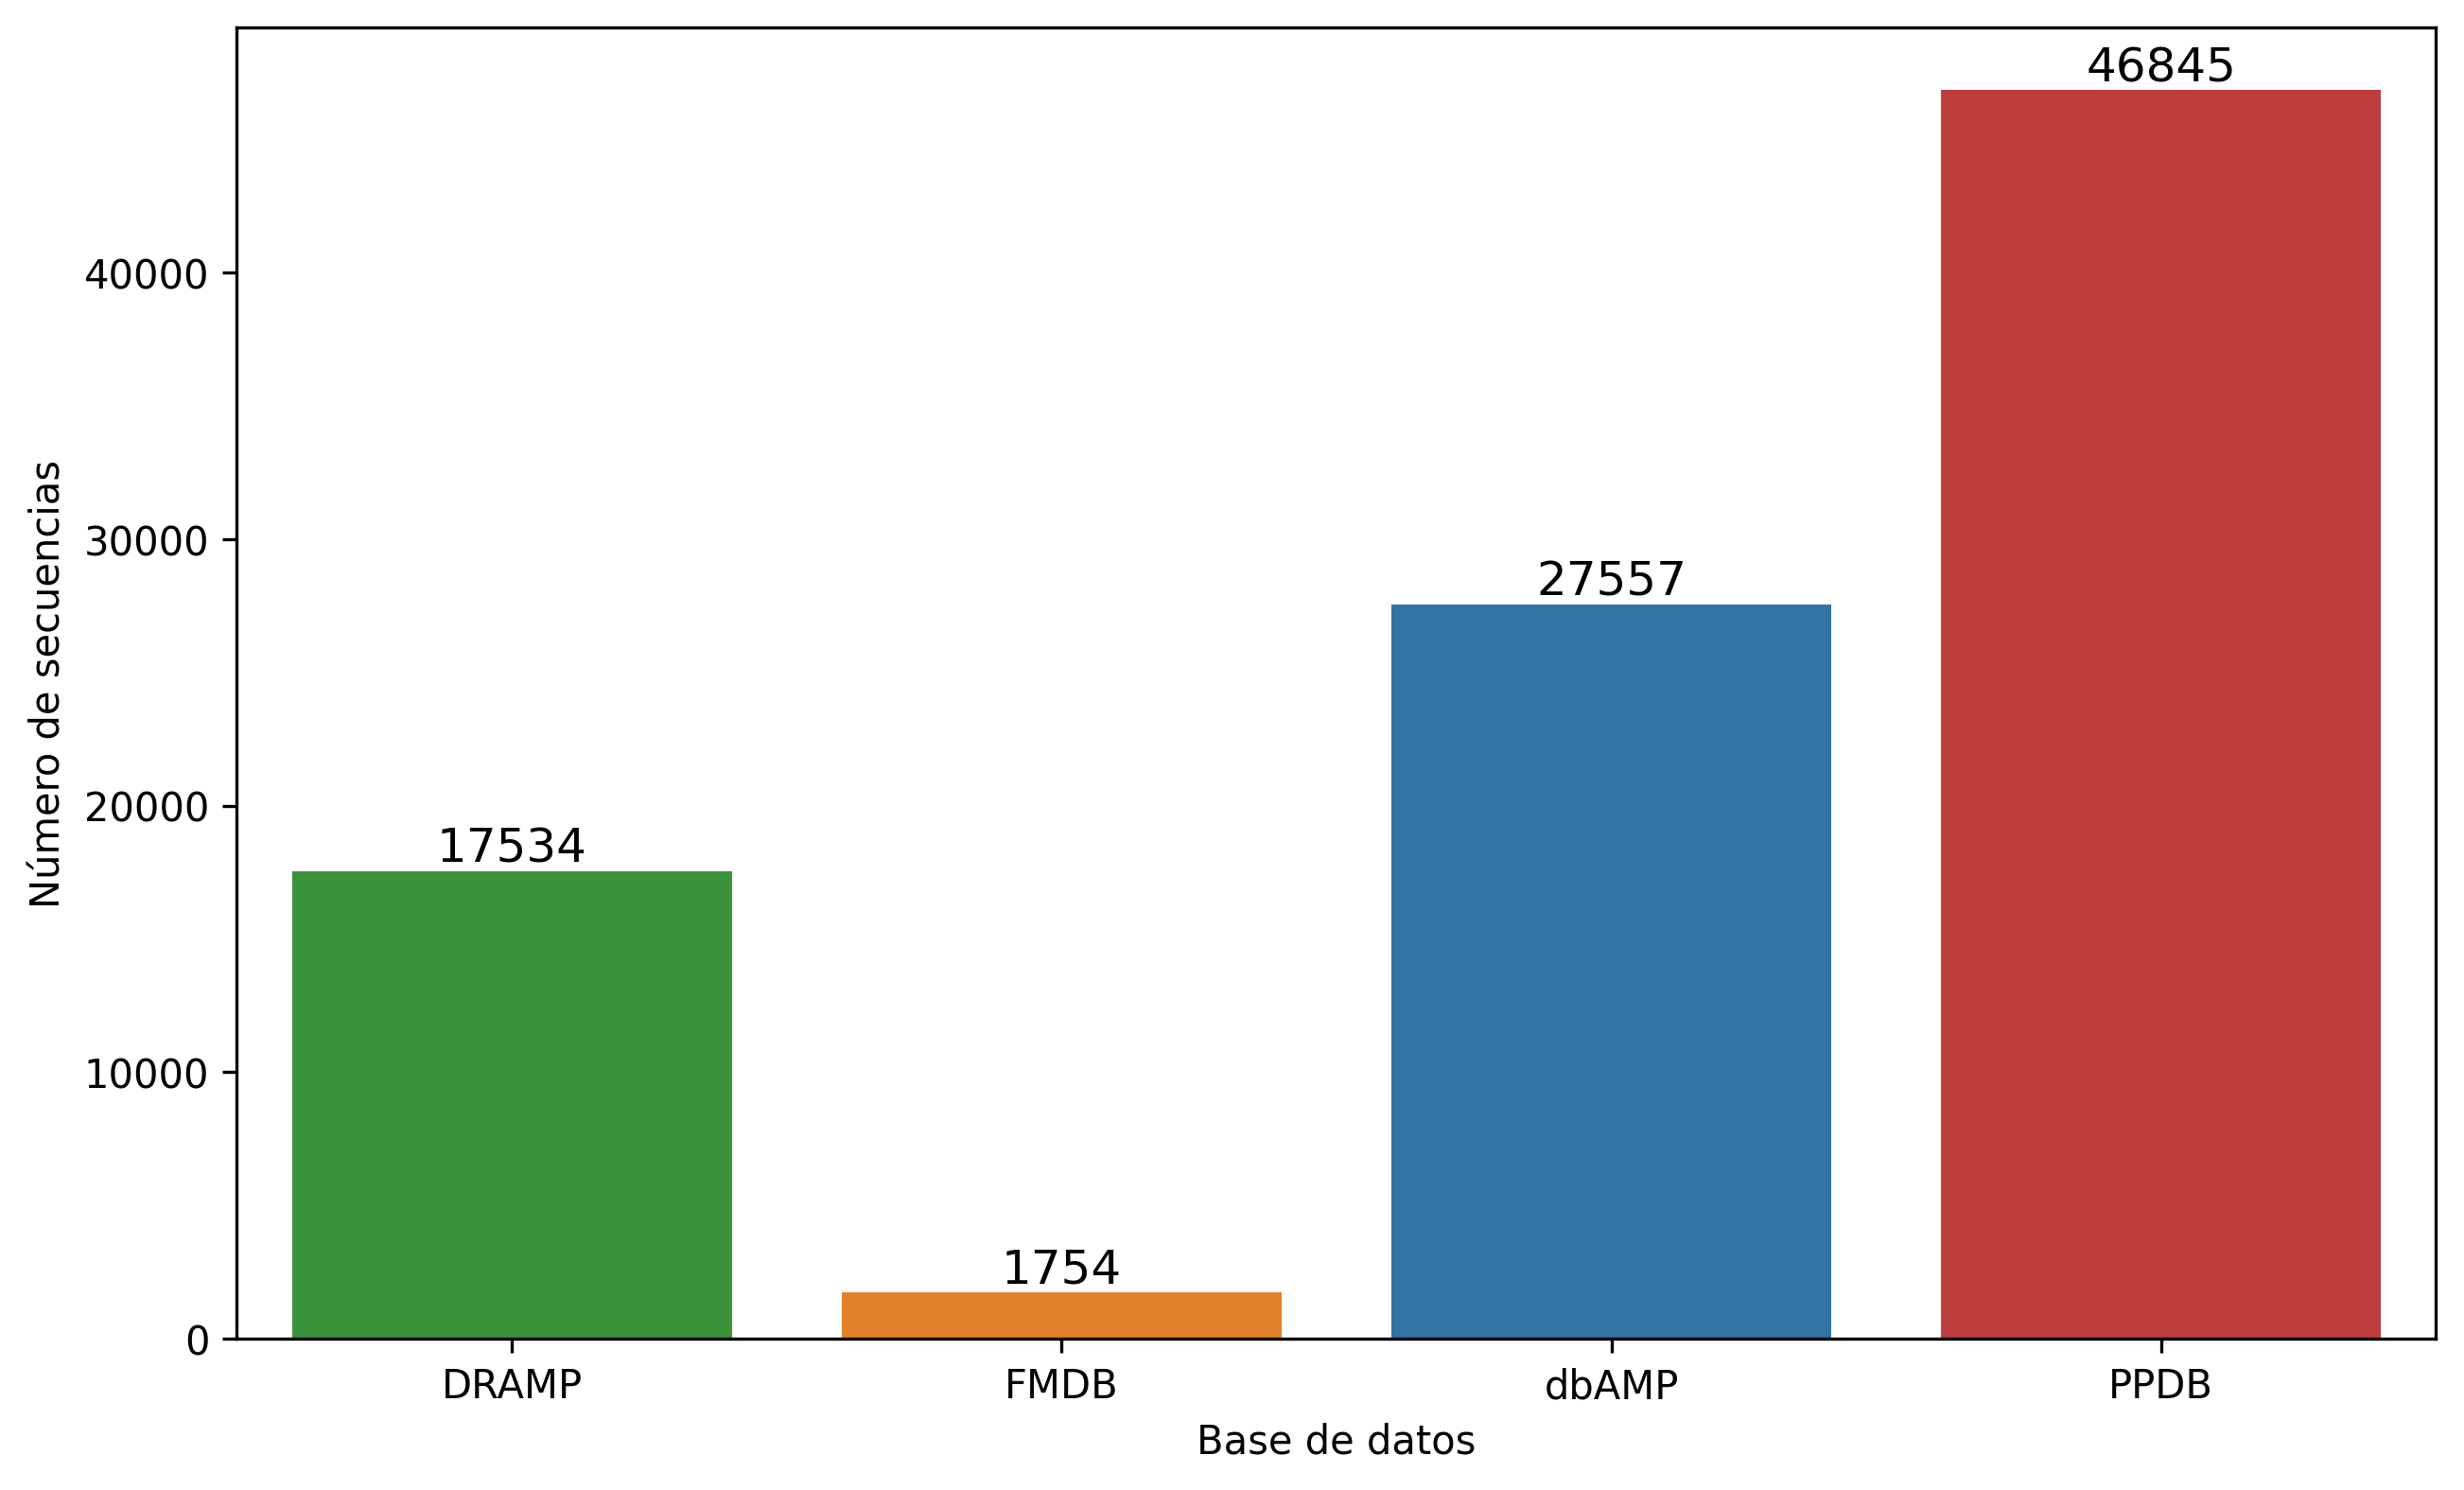 46845
40000
30000
27557
20000
17534
10000
1754
0
Número de secuencias
DRAMP
FMDB
dbAMP
PPDB
Base de datos